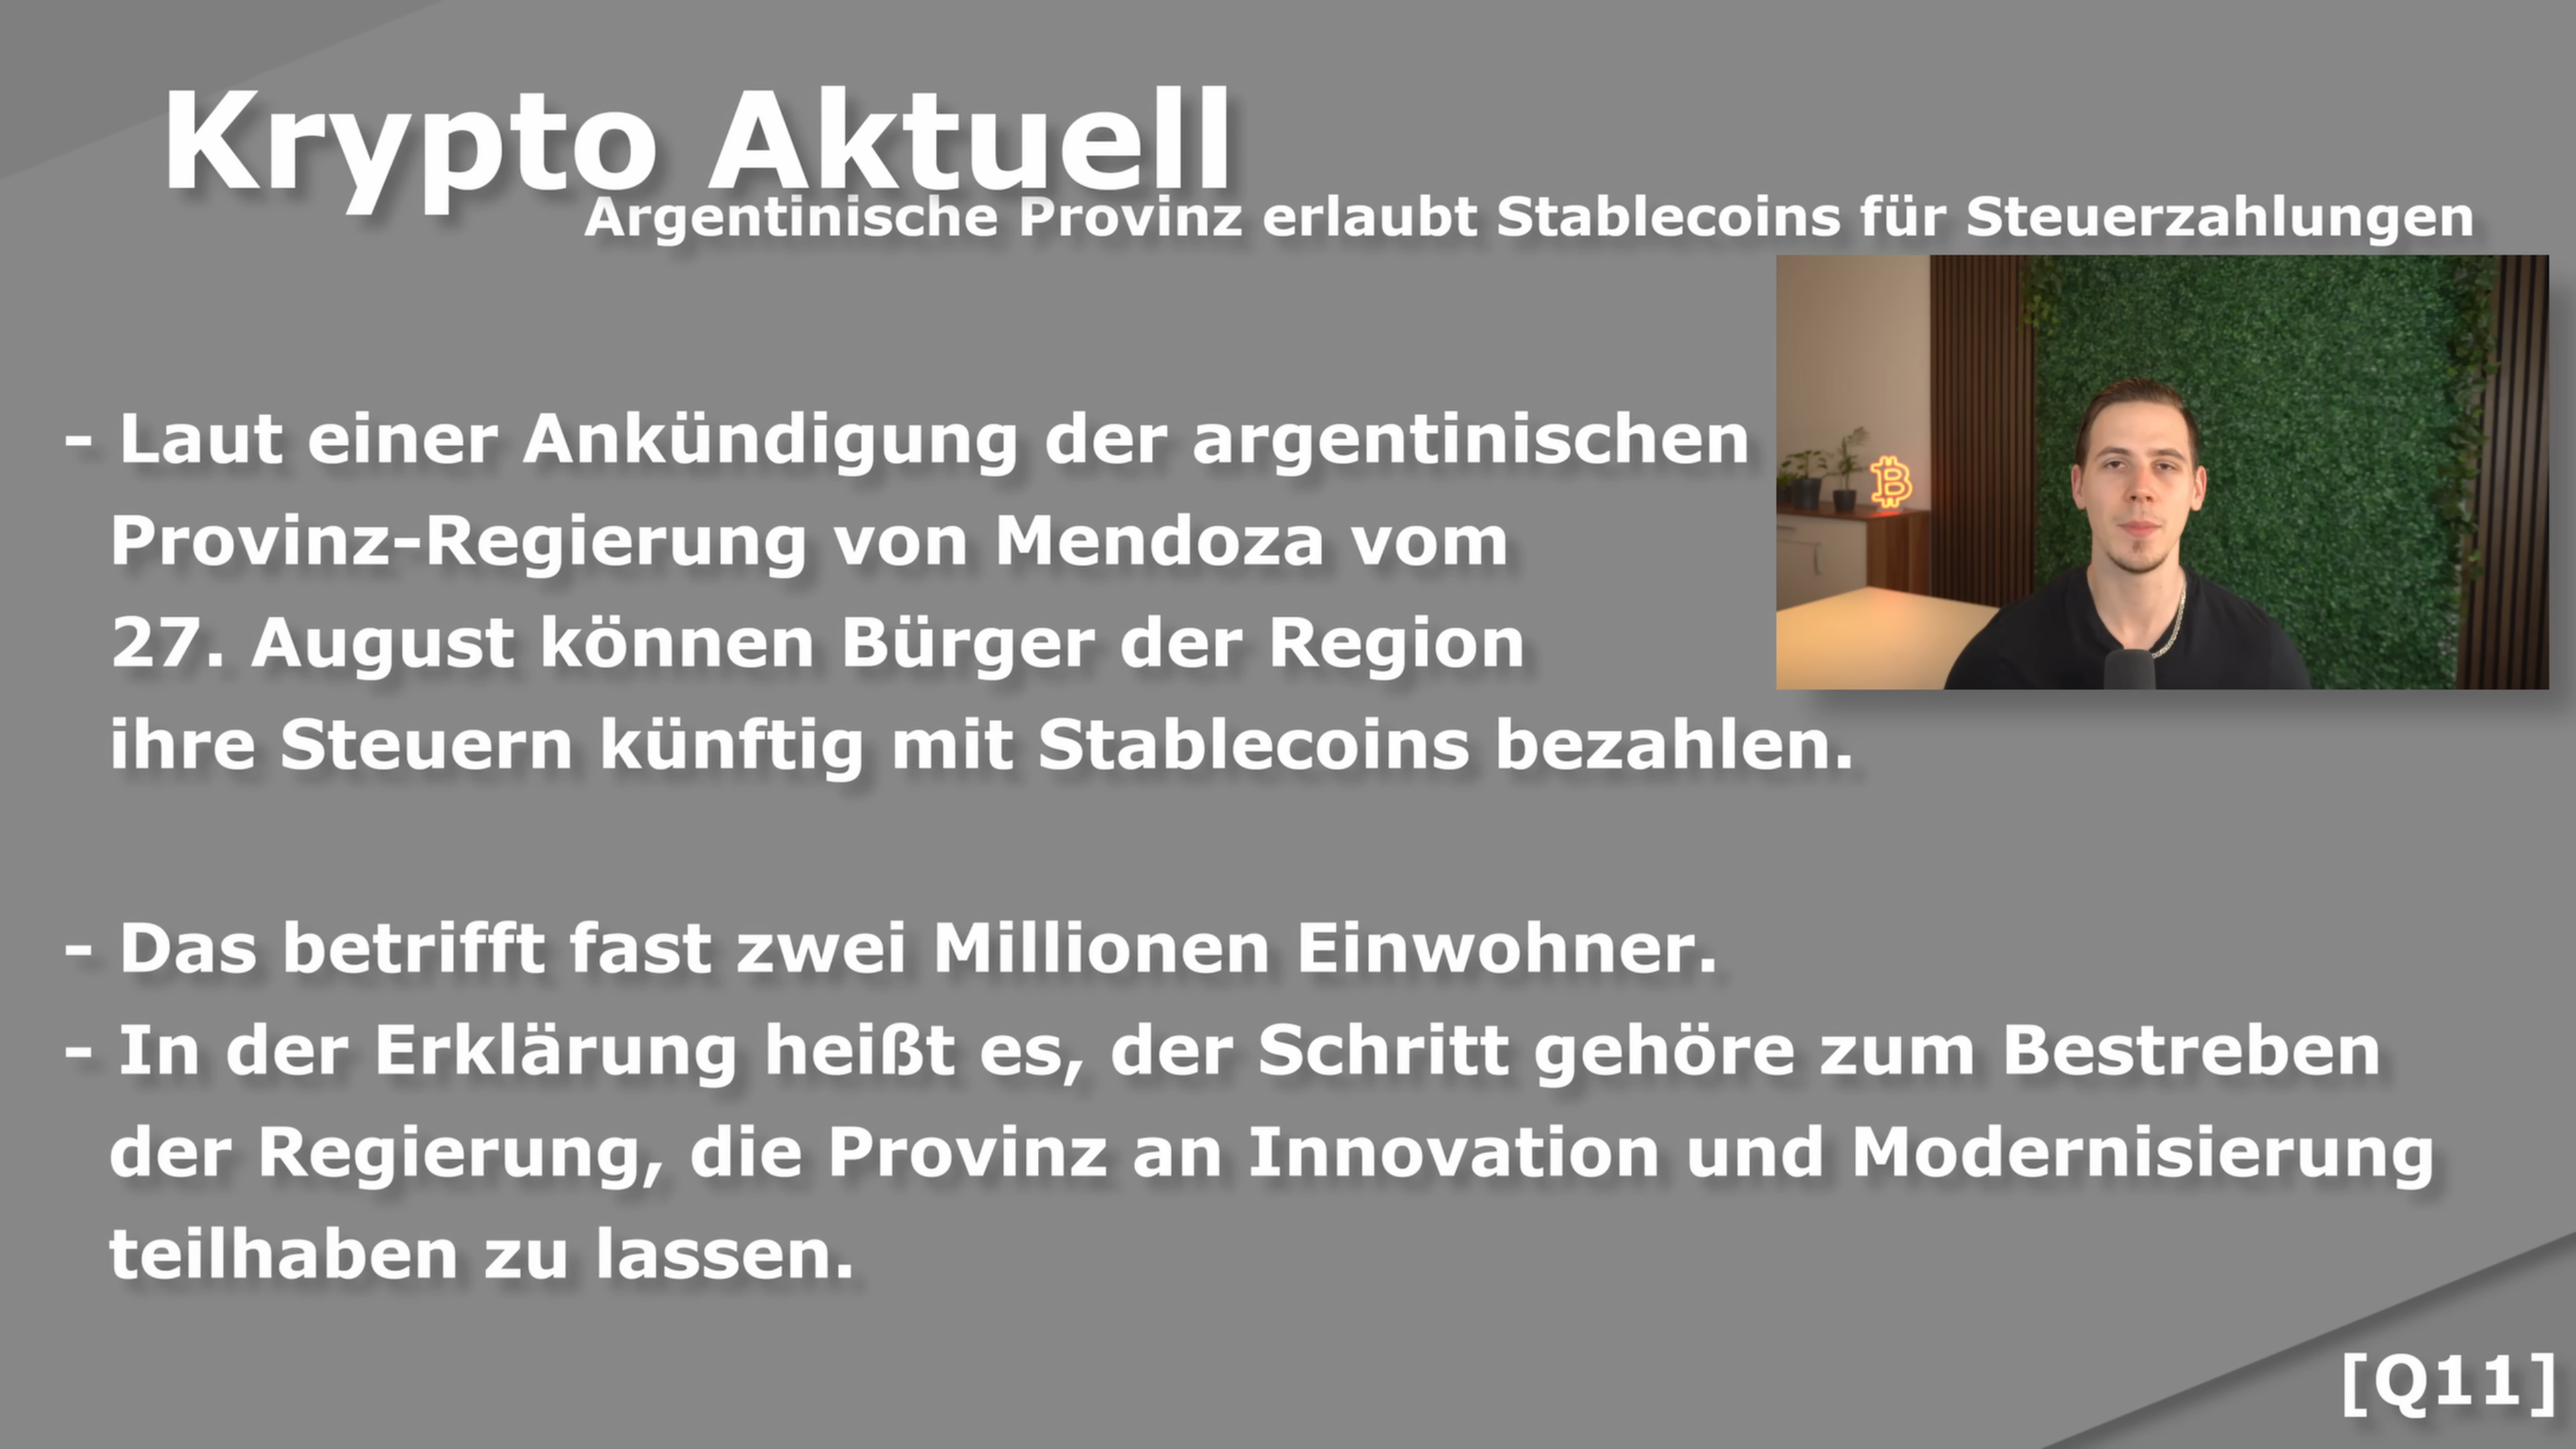 Krypto Aktuell
Argentinische Provinz erlaubt Stablecoins für Steuerzahlungen
- Laut einer Ankündigung der argentinischen
Provinz-Regierung von Mendoza vom
27. August können Bürger der Region
ihre Steuern künftig mit Stablecoins bezahlen.
- Das betrifft fast zwei Millionen Einwohner.
- In der Erklärung heißt es, der Schritt gehöre zum Bestreben
der Regierung, die Provinz an Innovation und Modernisierung
teilhaben zu lassen.
[Q11]